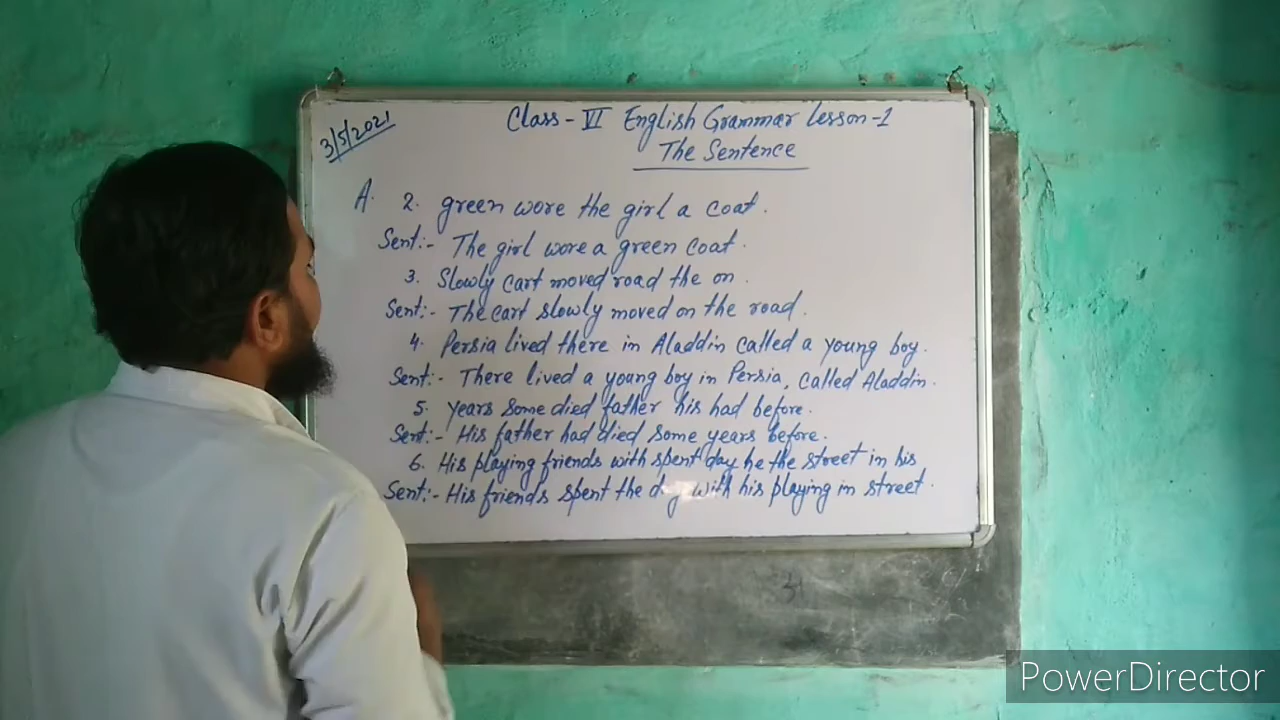 3/5/2021
Class - VI English Grammar Lesson-1
The Sentence
A. 2. green wore the girl a coat.
Sent:- The girl wore a green coat.
3. Slowly cart moved road the on.
Sent:- The cart slowly moved on the road.
4. Persia lived there in Aladdin called a young boy.
Sent:- There lived a young boy in Persia, called Aladdin.
5. years some died father his had before.
Sent:- His father had died some years before.
6. His playing friends with spent day he the street in his
Sent:- His friends spent the day with his playing in street.
PowerDirector